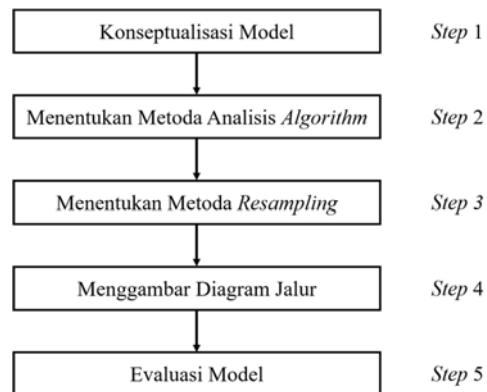 Konseptualisasi Model Step 1
Menentukan Metoda Analisis Algorithm Step 2
Menentukan Metoda Resampling Step 3
Menggambar Diagram Jalur Step 4
Evaluasi Model Step 5